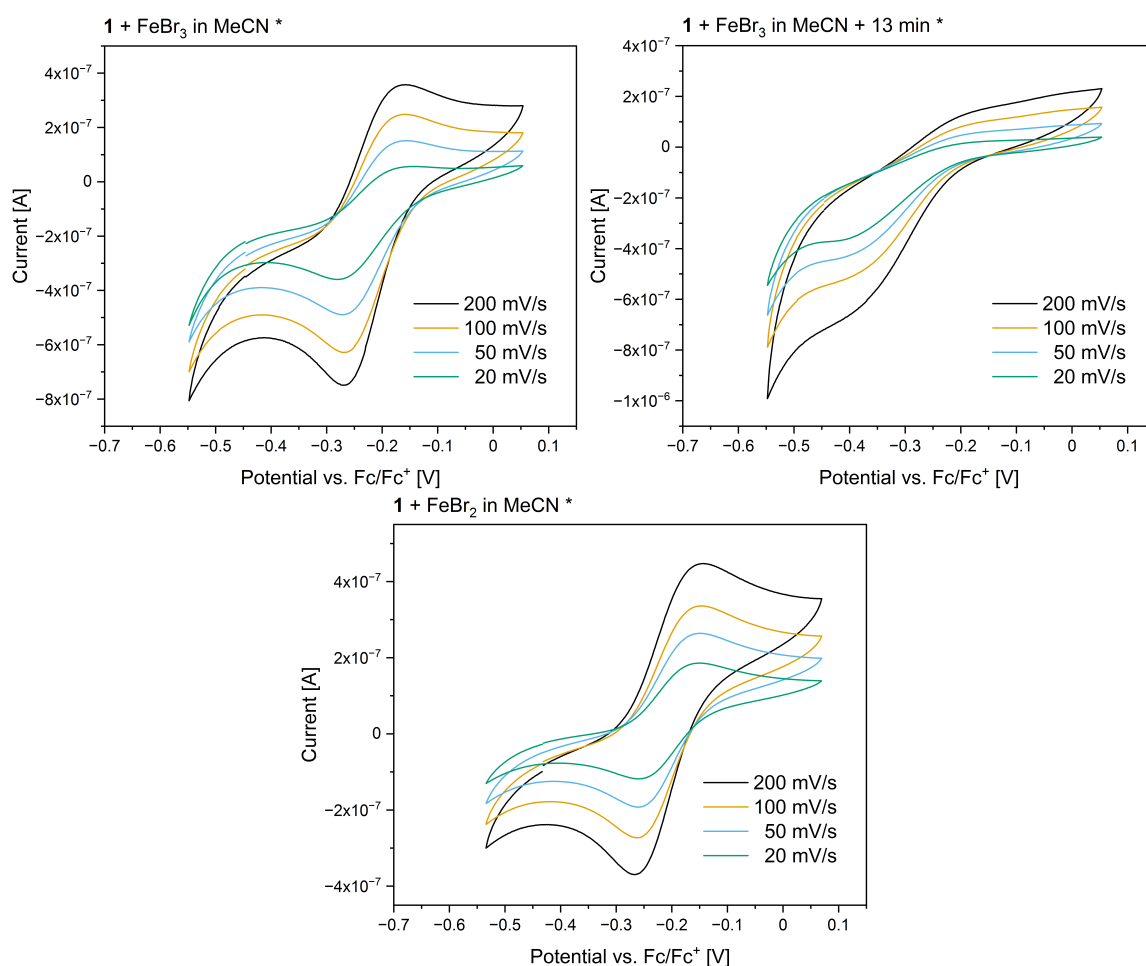 1 + FeBr₃ in MeCN *
4x10⁻⁷
2x10⁻⁷
0
−2x10⁻⁷
−4x10⁻⁷
−6x10⁻⁷
−8x10⁻⁷
Current [A]
200 mV/s
100 mV/s
50 mV/s
20 mV/s
−0.7 −0.6 −0.5 −0.4 −0.3 −0.2 −0.1 0 0.1
Potential vs. Fc/Fc⁺ [V]
1 + FeBr₃ in MeCN + 13 min *
4x10⁻⁷
2x10⁻⁷
0
−2x10⁻⁷
−4x10⁻⁷
−6x10⁻⁷
−8x10⁻⁷
−1x10⁻⁶
Current [A]
200 mV/s
100 mV/s
50 mV/s
20 mV/s
−0.7 −0.6 −0.5 −0.4 −0.3 −0.2 −0.1 0 0.1
Potential vs. Fc/Fc⁺ [V]
1 + FeBr₂ in MeCN *
4x10⁻⁷
2x10⁻⁷
0
−2x10⁻⁷
−4x10⁻⁷
Current [A]
200 mV/s
100 mV/s
50 mV/s
20 mV/s
−0.7 −0.6 −0.5 −0.4 −0.3 −0.2 −0.1 0 0.1
Potential vs. Fc/Fc⁺ [V]